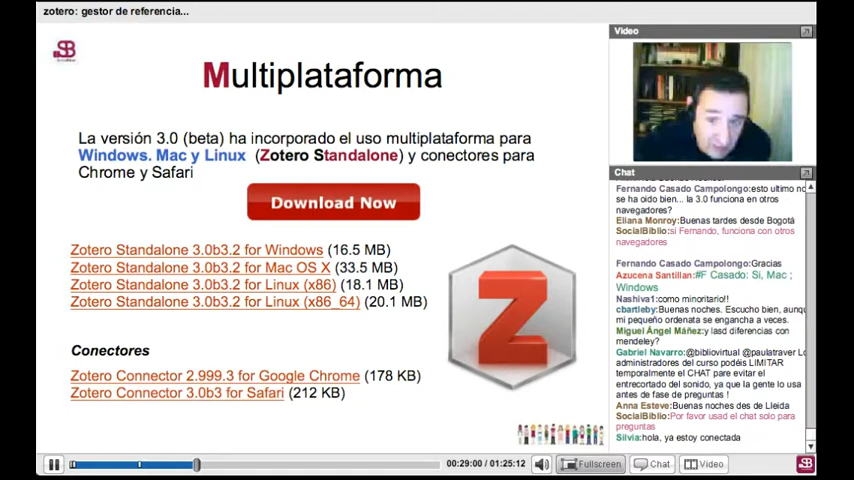 zotero: gestor de referencia...
SB
Multiplataforma
La versión 3.0 (beta) ha incorporado el uso multiplataforma para
Windows. Mac y Linux (Zotero Standalone) y conectores para
Chrome y Safari
Download Now
Zotero Standalone 3.0b3.2 for Windows (16.5 MB)
Zotero Standalone 3.0b3.2 for Mac OS X (33.5 MB)
Zotero Standalone 3.0b3.2 for Linux (x86) (18.1 MB)
Zotero Standalone 3.0b3.2 for Linux (x86_64) (20.1 MB)
Z
Conectores
Zotero Connector 2.999.3 for Google Chrome (178 KB)
Zotero Connector 3.0b3 for Safari (212 KB)
Video
Chat
Fernando Casado Campolongo:esto ultimo no
se ha oido bien... la 3.0 funciona en otros
navegadores?
Eliana Monroy:Buenas tardes desde Bogotá
SocialBiblio:si Fernando, funciona con otros
navegadores
Fernando Casado Campolongo:Gracias
Azucena Santillan:#F Casado: Si, Mac ;
Windows
Nashiva1:como minoritario!!
cbartleby:Buenas noches. Escucho bien, aunq
mi pequeño ordenata se engancha a veces.
Miguel Ángel Máñez:y lasd diferencias con
mendeley?
Gabriel Navarro:@bibliovirtual @paulatraver Lo
administradores del curso podéis LIMITAR
temporalmente el CHAT para evitar el
entrecortado del sonido, ya que la gente lo usa
antes de fase de preguntas !
Anna Esteve:Buenas noches des de Lleida
SocialBiblio:Por favor usad el chat solo para
preguntas
Silvia:hola, ya estoy conectada
00:29:00 / 01:25:12
Fullscreen
Chat
Video
SB